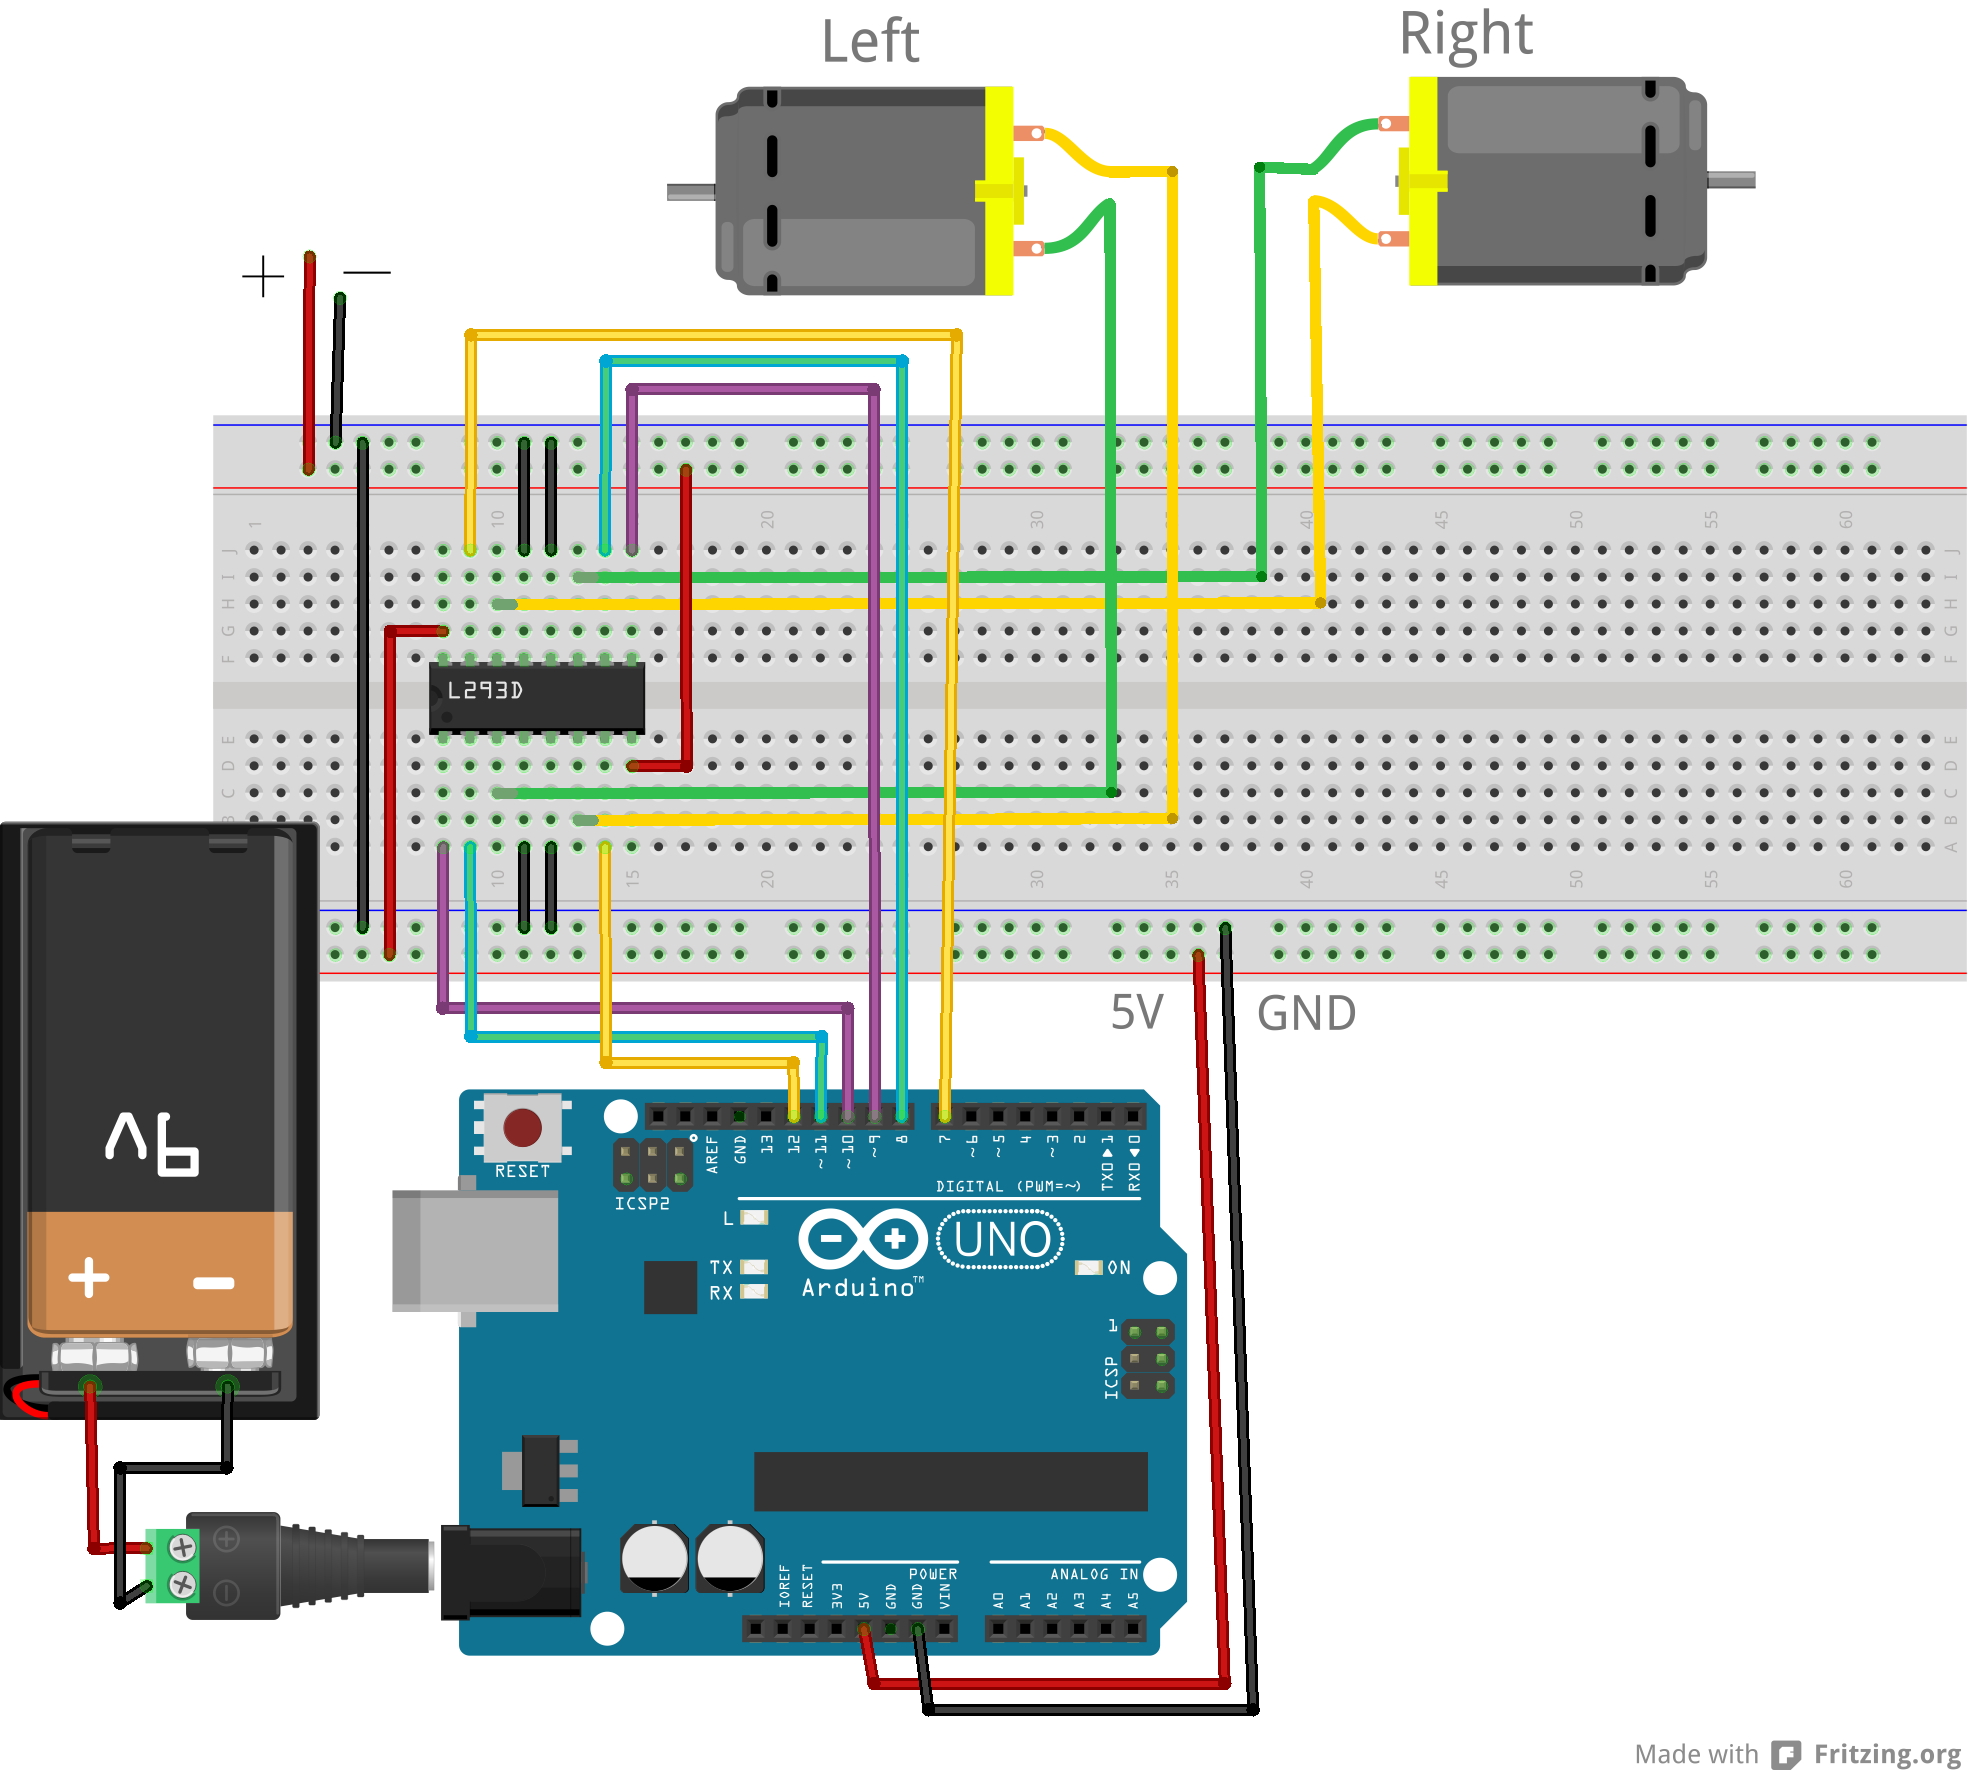 Left
Right
+ −
1 10 20 30 40 45 50 55 60
J J
I I
H H
G G
F F
L293D
E E
D D
C C
B B
A A
10 15 20 30 35 40 45 50 55 60
5V GND
9V
+ −
RESET
ICSP2
AREF GND 13 12 ~11 ~10 ~9 8 7 ~6 ~5 4 ~3 2 TX0▶1 RX0◀0
DIGITAL (PWM=~)
L
TX
RX
UNO
ON
Arduino™
1
ICSP
IOREF RESET 3V3 5V GND GND VIN
POWER
A0 A1 A2 A3 A4 A5
ANALOG IN
Made with Fritzing.org